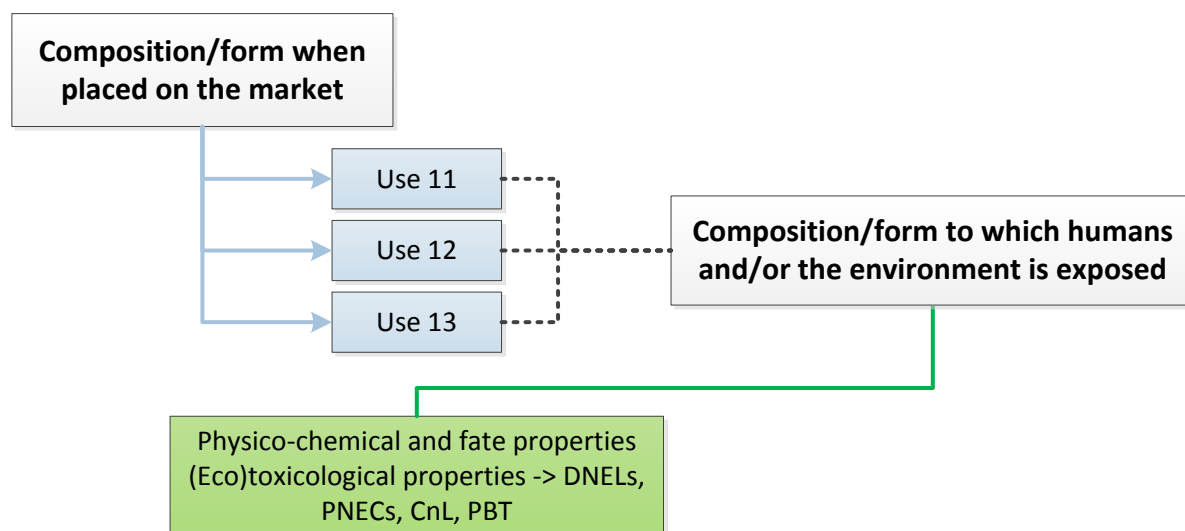 Composition/form when
placed on the market
Use 11
Use 12
Use 13
Composition/form to which humans
and/or the environment is exposed
Physico-chemical and fate properties
(Eco)toxicological properties -> DNELs,
PNECs, CnL, PBT